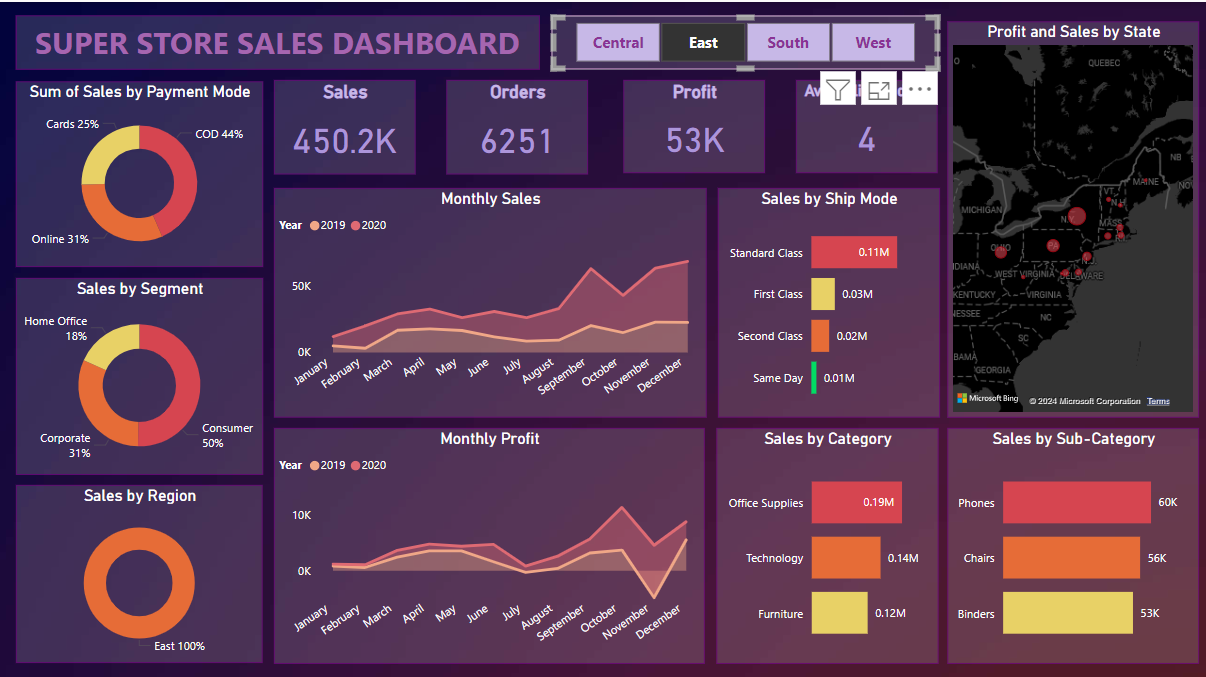 SUPER STORE SALES DASHBOARD
Central
East
South
West
Sum of Sales by Payment Mode
Cards 25%
COD 44%
Online 31%
Sales
450.2K
Orders
6251
Profit
53K
4
Profit and Sales by State
QUEBEC
NB
MAINE
NO
VT
N.H
MICHIGAN
N.Y.
MASS
R.I.
OHIO
PA
N.J.
INDIANA
WEST VIRGINIA
DELAWARE
KENTUCKY
VIRGINIA
NESSEE
NC
SC
BAMA
GEORGIA
Microsoft Bing
© 2024 Microsoft Corporation
Terms
Sales by Segment
Home Office
18%
Corporate
31%
Consumer
50%
Sales by Region
East 100%
Monthly Sales
Year 2019 2020
50K
0K
January
February
March
April
May
June
July
August
September
October
November
December
Sales by Ship Mode
Standard Class 0.11M
First Class 0.03M
Second Class 0.02M
Same Day 0.01M
Monthly Profit
Year 2019 2020
10K
0K
January
February
March
April
May
June
July
August
September
October
November
December
Sales by Category
Office Supplies 0.19M
Technology 0.14M
Furniture 0.12M
Sales by Sub-Category
Phones 60K
Chairs 56K
Binders 53K